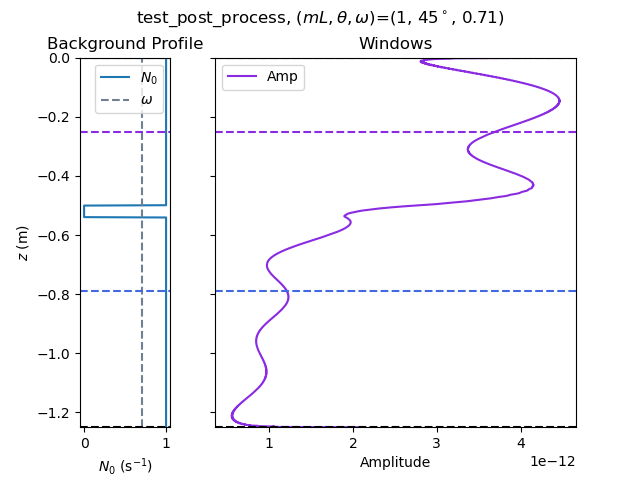 test_post_process, (mL, θ, ω)=(1, 45°, 0.71)
Background Profile
Windows
N₀
ω
Amp
0.0
−0.2
−0.4
−0.6
−0.8
−1.0
−1.2
z (m)
0 1
N₀ (s⁻¹)
1 2 3 4
1e−12
Amplitude